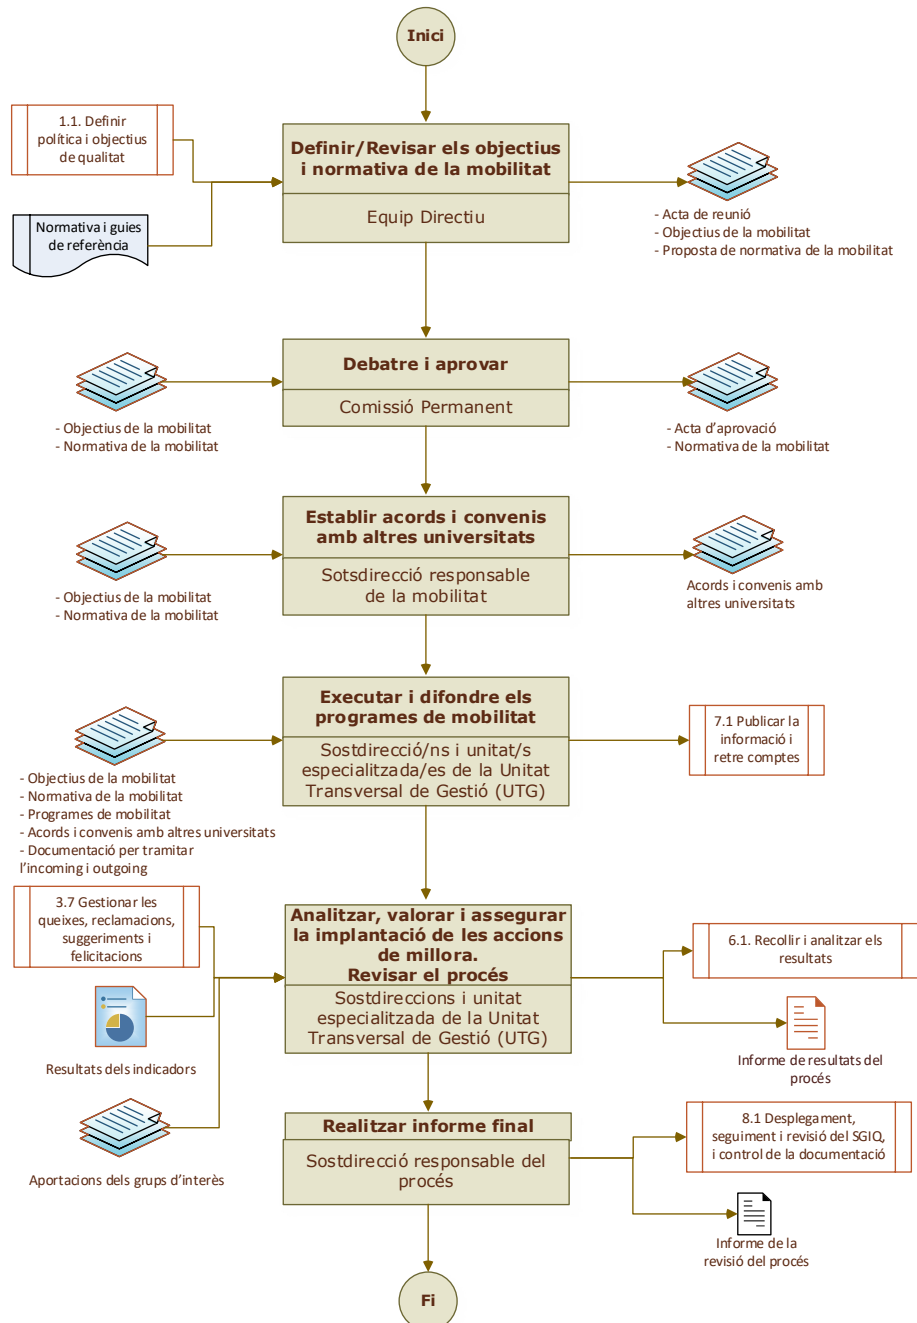 Inici
1.1. Definir
política i objectius
de qualitat
Normativa i guies
de referència
Definir/Revisar els objectius
i normativa de la mobilitat
Equip Directiu
- Acta de reunió
- Objectius de la mobilitat
- Proposta de normativa de la mobilitat
- Objectius de la mobilitat
- Normativa de la mobilitat
Debatre i aprovar
Comissió Permanent
- Acta d’aprovació
- Normativa de la mobilitat
- Objectius de la mobilitat
- Normativa de la mobilitat
Establir acords i convenis
amb altres universitats
Sotsdirecció responsable
de la mobilitat
Acords i convenis amb
altres universitats
- Objectius de la mobilitat
- Normativa de la mobilitat
- Programes de mobilitat
- Acords i convenis amb altres universitats
- Documentació per tramitar
l’incoming i outgoing
Executar i difondre els
programes de mobilitat
Sostdirecció/ns i unitat/s
especialitzada/es de la Unitat
Transversal de Gestió (UTG)
7.1 Publicar la
informació i
retre comptes
3.7 Gestionar les
queixes, reclamacions,
suggeriments i
felicitacions
Resultats dels indicadors
Aportacions dels grups d’interès
Analitzar, valorar i assegurar
la implantació de les accions
de millora.
Revisar el procés
Sostdireccions i unitat
especialitzada de la Unitat
Transversal de Gestió (UTG)
6.1. Recollir i analitzar els
resultats
Informe de resultats del
procés
Realitzar informe final
Sostdirecció responsable del
procés
8.1 Desplegament,
seguiment i revisió del SGIQ,
i control de la documentació
Informe de la
revisió del procés
Fi